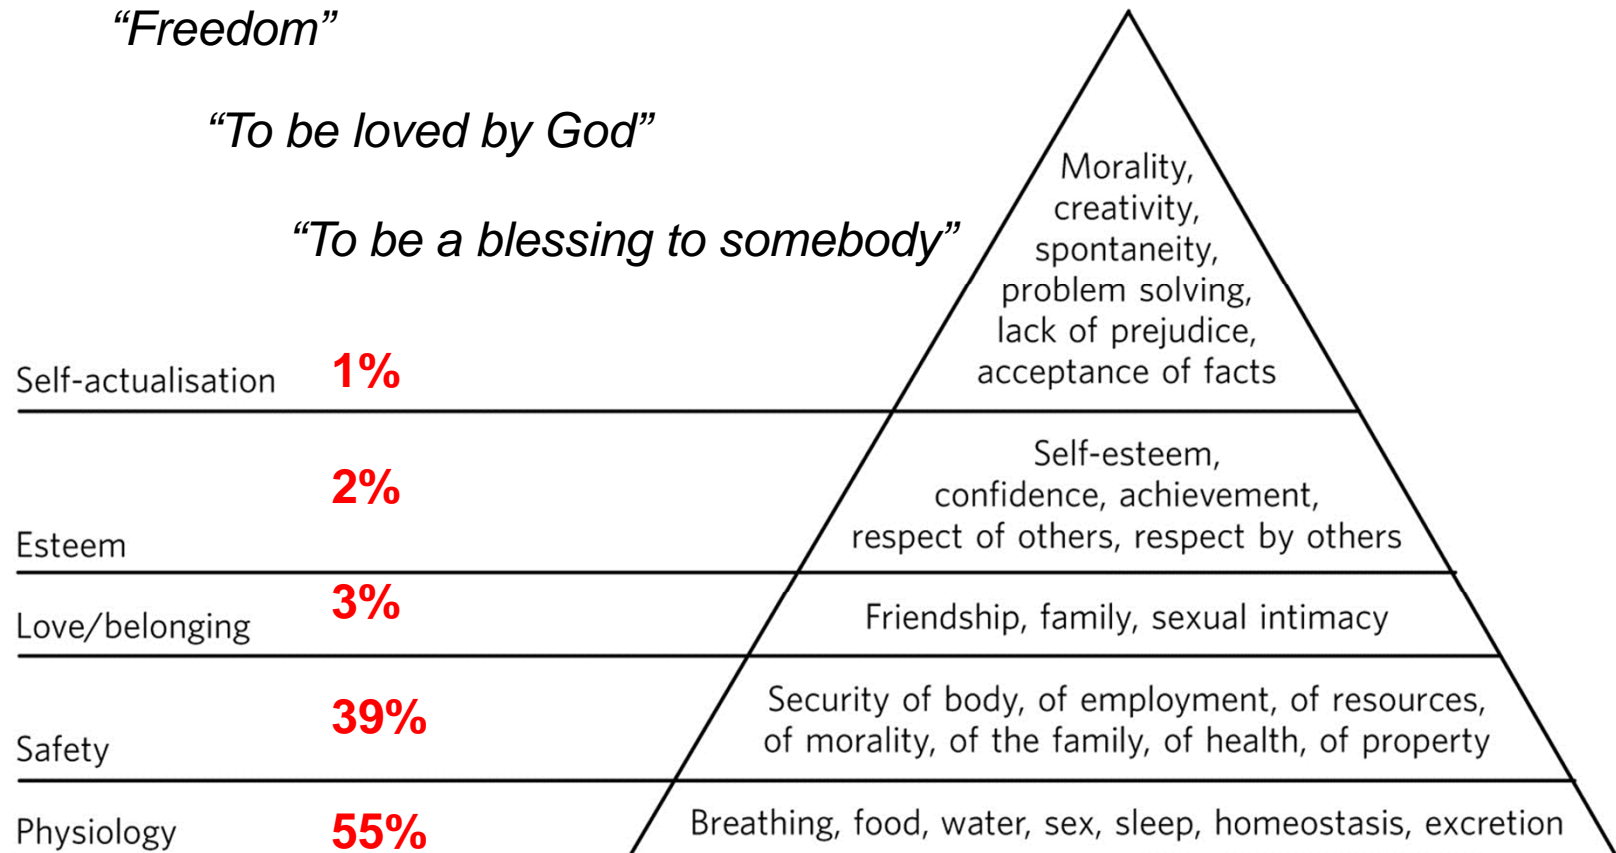 “Freedom”
“To be loved by God”
“To be a blessing to somebody”
Morality,
creativity,
spontaneity,
problem solving,
lack of prejudice,
acceptance of facts
Self-actualisation 1%
Self-esteem,
confidence, achievement,
respect of others, respect by others
2%
Esteem
3%
Love/belonging
Friendship, family, sexual intimacy
Security of body, of employment, of resources,
of morality, of the family, of health, of property
39%
Safety
Breathing, food, water, sex, sleep, homeostasis, excretion
Physiology 55%